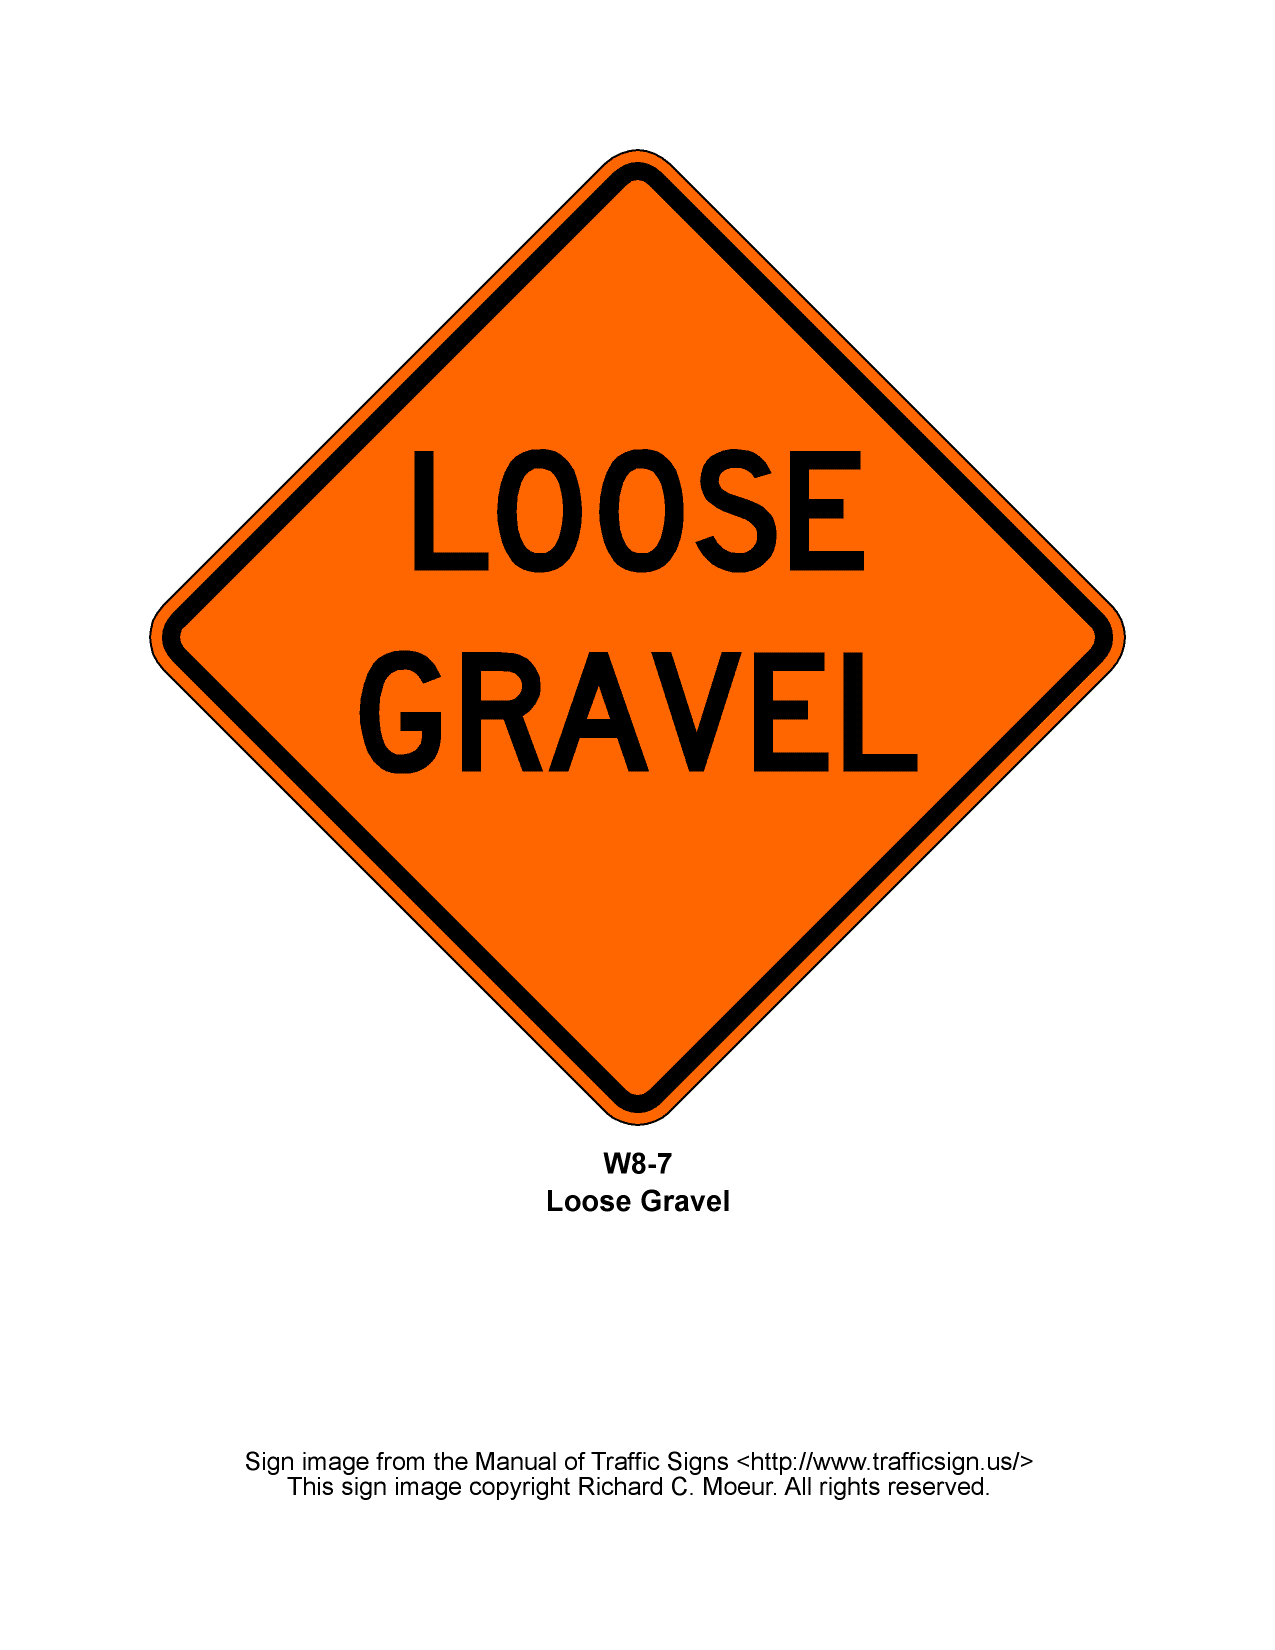 LOOSE
GRAVEL
W8-7
Loose Gravel
Sign image from the Manual of Traffic Signs <http://www.trafficsign.us/>
This sign image copyright Richard C. Moeur. All rights reserved.